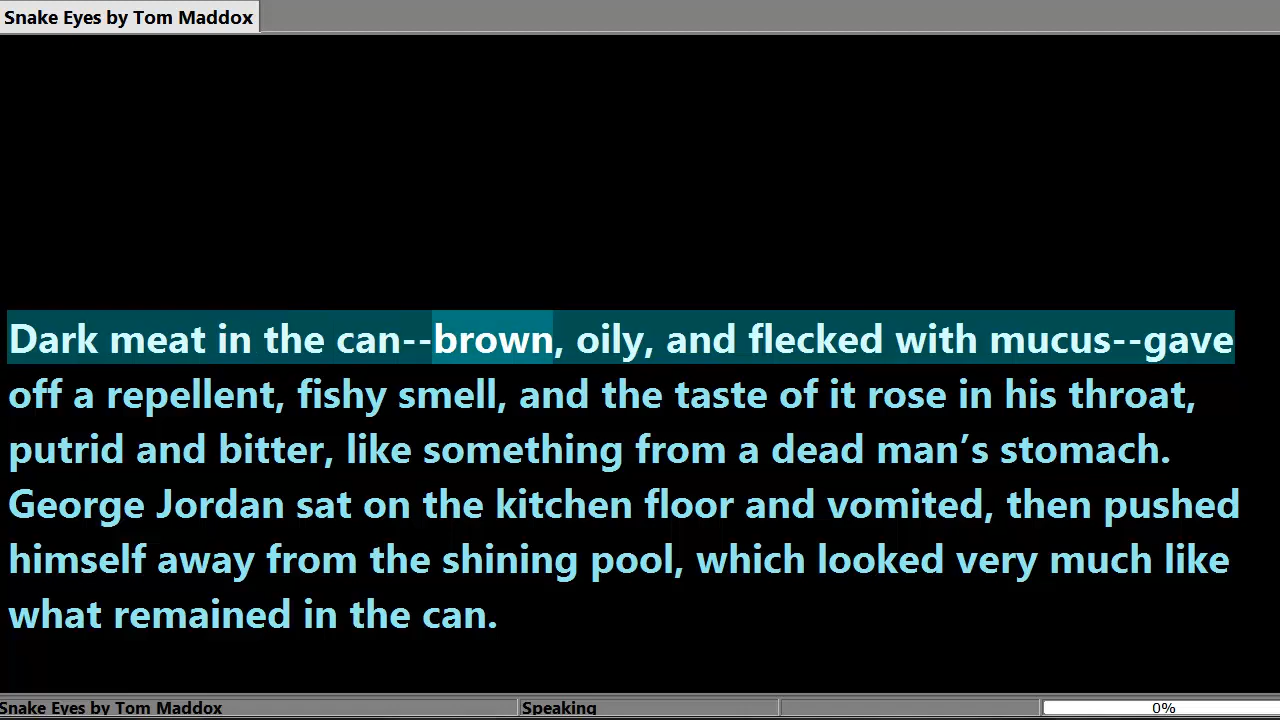 Snake Eyes by Tom Maddox
Dark meat in the can--brown, oily, and flecked with mucus--gave
off a repellent, fishy smell, and the taste of it rose in his throat,
putrid and bitter, like something from a dead man’s stomach.
George Jordan sat on the kitchen floor and vomited, then pushed
himself away from the shining pool, which looked very much like
what remained in the can.
Snake Eyes by Tom Maddox Speaking 0%